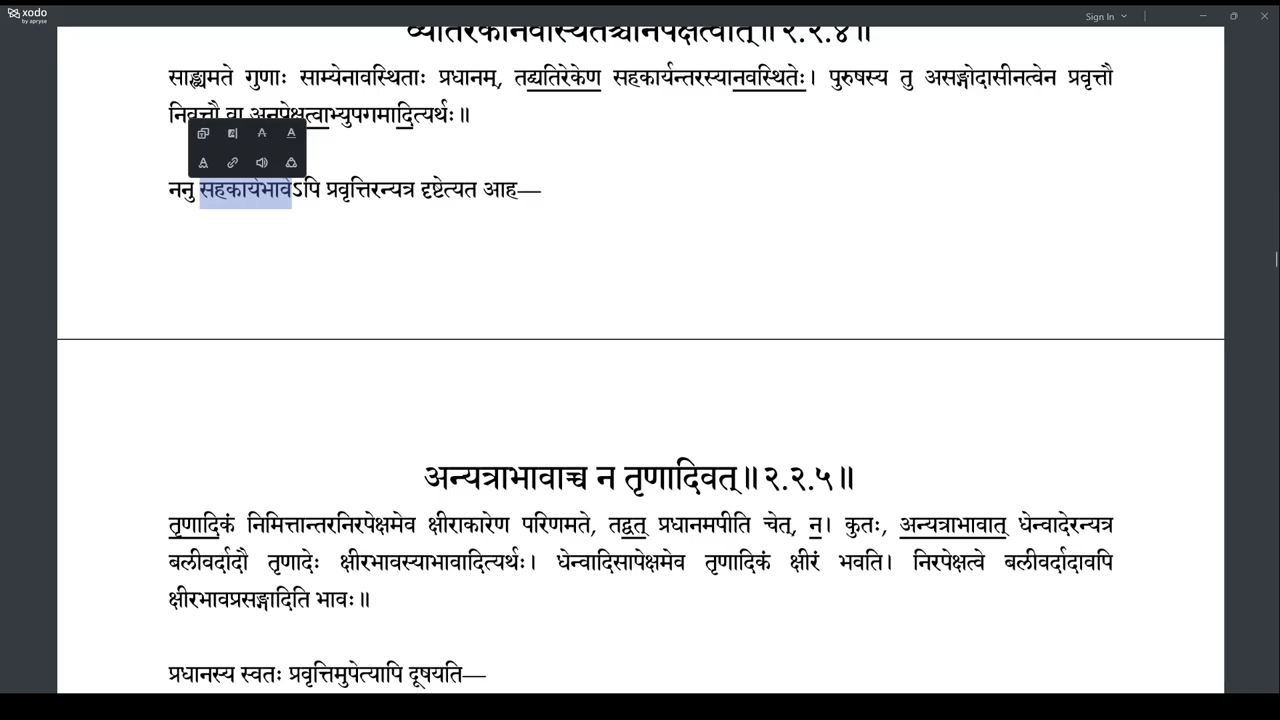 xodo
by apryse
Sign In
व्यतिरेकानवस्थितेश्चानपेक्षत्वात्॥२.२.४॥
साङ्ख्यमते गुणाः साम्येनावस्थिताः प्रधानम्, तद्व्यतिरेकेण सहकार्यन्तरस्यानवस्थितेः। पुरुषस्य तु असङ्गोदासीनत्वेन प्रवृत्तौ
निवृत्तौ वा अनपेक्षत्वाभ्युपगमादित्यर्थः॥
ननु सहकार्यभावेऽपि प्रवृत्तिरन्यत्र दृष्टेत्यत आह—
अन्यत्राभावाच्च न तृणादिवत्॥२.२.५॥
तृणादिकं निमित्तान्तरनिरपेक्षमेव क्षीराकारेण परिणमते, तद्वत् प्रधानमपीति चेत्, न। कुतः, अन्यत्राभावात् धेन्वादेरन्यत्र
बलीवर्दादौ तृणादेः क्षीरभावस्याभावादित्यर्थः। धेन्वादिसापेक्षमेव तृणादिकं क्षीरं भवति। निरपेक्षत्वे बलीवर्दादावपि
क्षीरभावप्रसङ्गादिति भावः॥
प्रधानस्य स्वतः प्रवृत्तिमुपेत्यापि दूषयति—